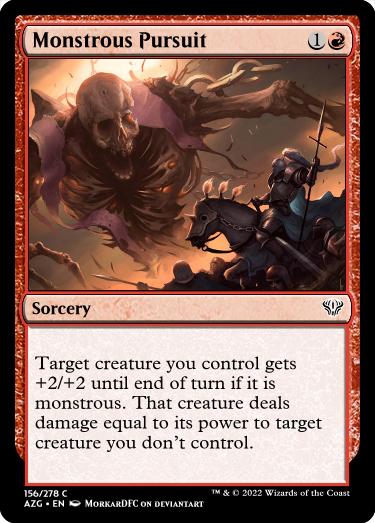 Monstrous Pursuit 1
Sorcery
Target creature you control gets
+2/+2 until end of turn if it is
monstrous. That creature deals
damage equal to its power to target
creature you don't control.
156/278 C ™ & © 2022 Wizards of the Coast
AZG • EN MorkarDFC on deviantart